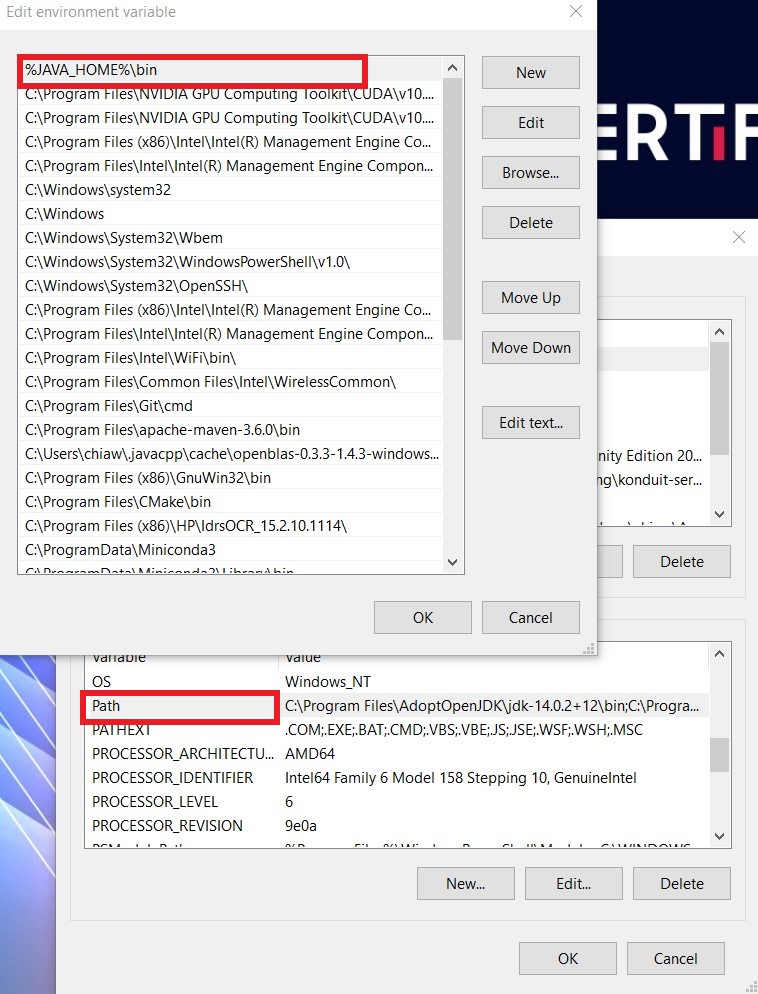 Edit environment variable
%JAVA_HOME%\bin
C:\Program Files\NVIDIA GPU Computing Toolkit\CUDA\v10....
C:\Program Files\NVIDIA GPU Computing Toolkit\CUDA\v10....
C:\Program Files (x86)\Intel\Intel(R) Management Engine Co...
C:\Program Files\Intel\Intel(R) Management Engine Compon...
C:\Windows\system32
C:\Windows
C:\Windows\System32\Wbem
C:\Windows\System32\WindowsPowerShell\v1.0\
C:\Windows\System32\OpenSSH\
C:\Program Files (x86)\Intel\Intel(R) Management Engine Co...
C:\Program Files\Intel\Intel(R) Management Engine Compon...
C:\Program Files\Intel\WiFi\bin\
C:\Program Files\Common Files\Intel\WirelessCommon\
C:\Program Files\Git\cmd
C:\Program Files\apache-maven-3.6.0\bin
C:\Users\chiaw\.javacpp\cache\openblas-0.3.3-1.4.3-windows...
C:\Program Files (x86)\GnuWin32\bin
C:\Program Files\CMake\bin
C:\Program Files (x86)\HP\IdrsOCR_15.2.10.1114\
C:\ProgramData\Miniconda3
C:\ProgramData\Miniconda3\Library\bin
New
Edit
Browse...
Delete
Move Up
Move Down
Edit text...
OK
Cancel
ERTiF
nity Edition 20...
ng\konduit-ser...
Delete
Variable Value
OS Windows_NT
Path C:\Program Files\AdoptOpenJDK\jdk-14.0.2+12\bin;C:\Progra...
PATHEXT .COM;.EXE;.BAT;.CMD;.VBS;.VBE;.JS;.JSE;.WSF;.WSH;.MSC
PROCESSOR_ARCHITECTU... AMD64
PROCESSOR_IDENTIFIER Intel64 Family 6 Model 158 Stepping 10, GenuineIntel
PROCESSOR_LEVEL 6
PROCESSOR_REVISION 9e0a
New...
Edit...
Delete
OK
Cancel